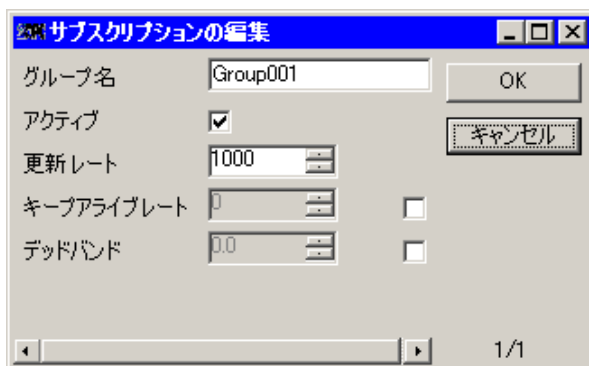 サブスクリプションの編集
グループ名 Group001 OK
アクティブ
キャンセル
更新レート 1000
キープアライブレート 0
デッドバンド 0.0
1/1